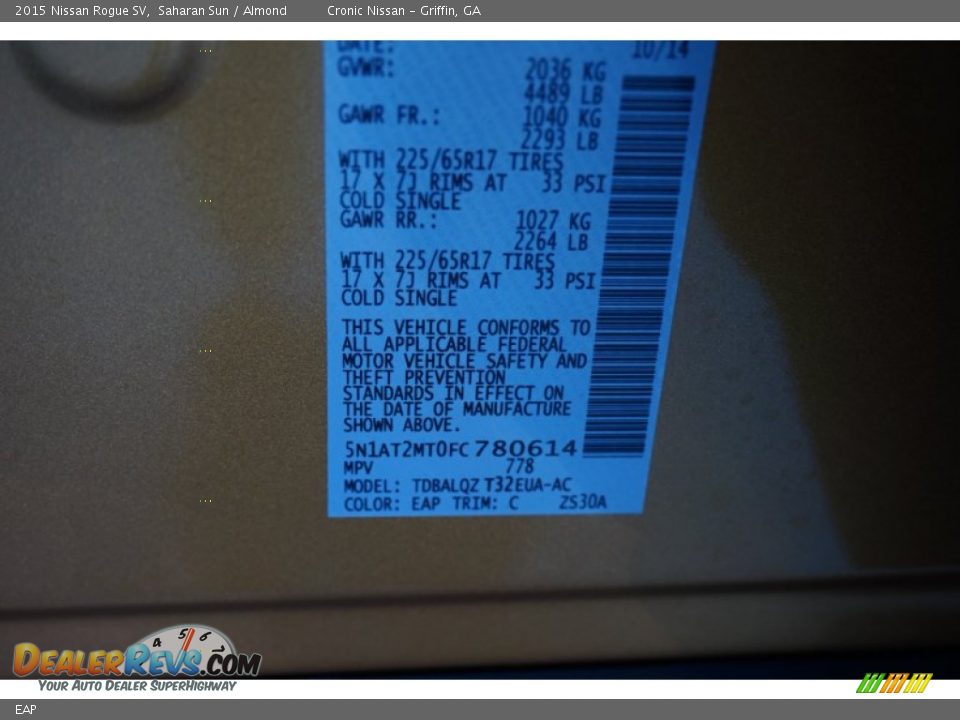 2015 Nissan Rogue SV, Saharan Sun / Almond Cronic Nissan - Griffin, GA
DATE: 10/14
GVWR: 2036 KG
4489 LB
GAWR FR.: 1040 KG
2293 LB
WITH 225/65R17 TIRES
17 X 7J RIMS AT 33 PSI
COLD SINGLE
GAWR RR.: 1027 KG
2264 LB
WITH 225/65R17 TIRES
17 X 7J RIMS AT 33 PSI
COLD SINGLE
THIS VEHICLE CONFORMS TO
ALL APPLICABLE FEDERAL
MOTOR VEHICLE SAFETY AND
THEFT PREVENTION
STANDARDS IN EFFECT ON
THE DATE OF MANUFACTURE
SHOWN ABOVE.
5N1AT2MT0FC780614
MPV 778
MODEL: TDBALQZ T32EUA-AC
COLOR: EAP TRIM: C ZS30A
4 5 6 7
DEALERREVS.COM
YOUR AUTO DEALER SUPERHIGHWAY
EAP